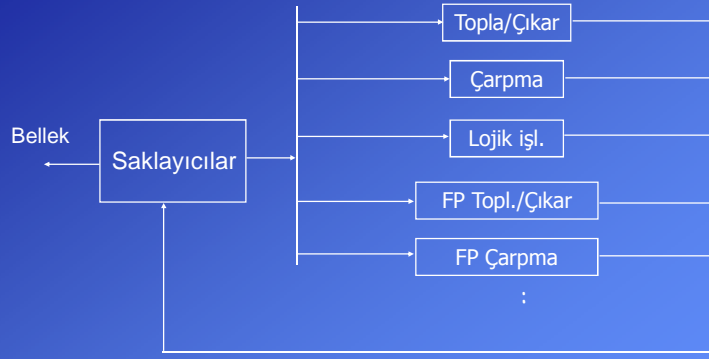 Topla/Çıkar
Çarpma
Bellek
Lojik işl.
Saklayıcılar
FP Topl./Çıkar
FP Çarpma
: